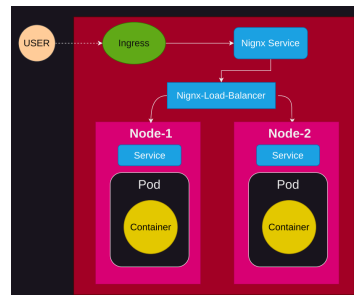 USER
Ingress
Nignx Service
Nignx-Load-Balancer
Node-1
Service
Pod
Container
Node-2
Service
Pod
Container